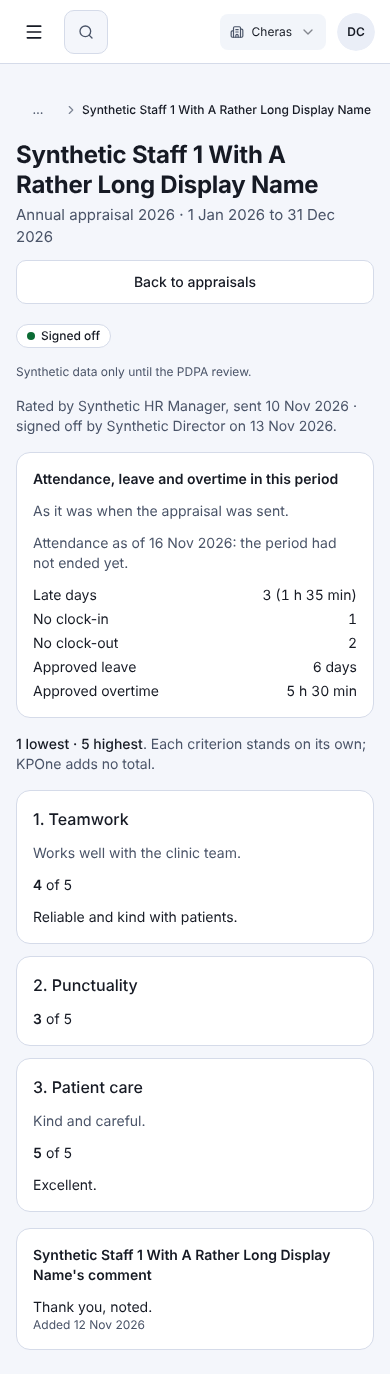 Cheras
DC
... > Synthetic Staff 1 With A Rather Long Display Name
Synthetic Staff 1 With A
Rather Long Display Name
Annual appraisal 2026 · 1 Jan 2026 to 31 Dec
2026
Back to appraisals
Signed off
Synthetic data only until the PDPA review.
Rated by Synthetic HR Manager, sent 10 Nov 2026 ·
signed off by Synthetic Director on 13 Nov 2026.
Attendance, leave and overtime in this period
As it was when the appraisal was sent.
Attendance as of 16 Nov 2026: the period had
not ended yet.
Late days 3 (1 h 35 min)
No clock-in 1
No clock-out 2
Approved leave 6 days
Approved overtime 5 h 30 min
1 lowest · 5 highest. Each criterion stands on its own;
KPOne adds no total.
1. Teamwork
Works well with the clinic team.
4 of 5
Reliable and kind with patients.
2. Punctuality
3 of 5
3. Patient care
Kind and careful.
5 of 5
Excellent.
Synthetic Staff 1 With A Rather Long Display
Name's comment
Thank you, noted.
Added 12 Nov 2026